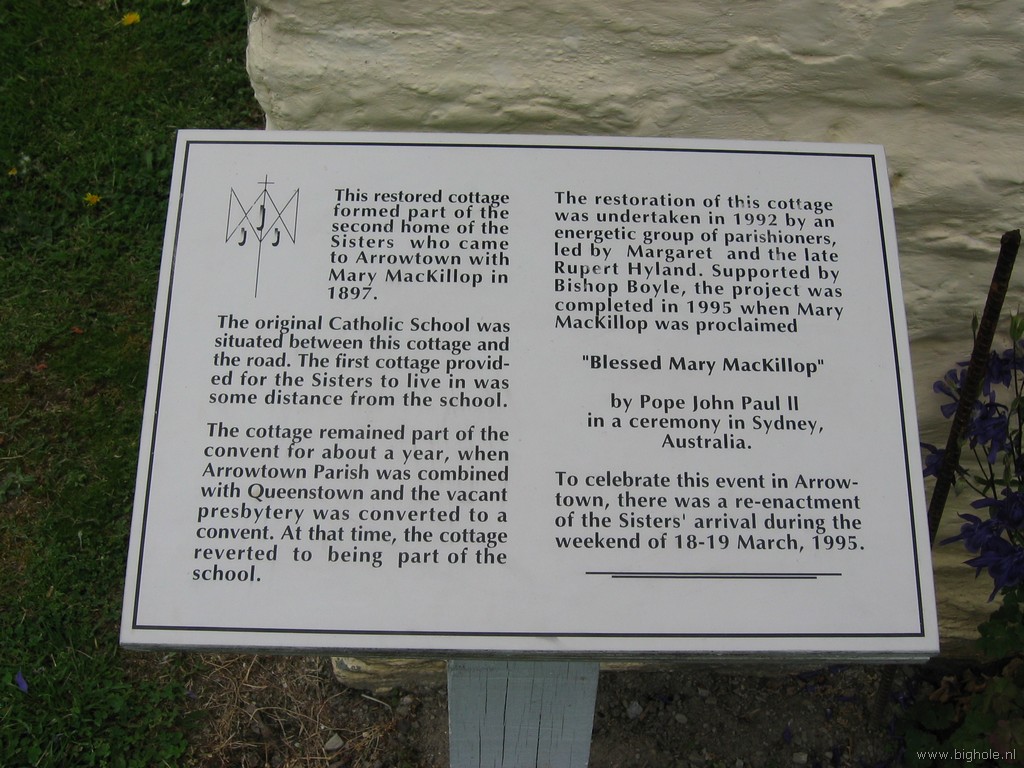 This restored cottage
formed part of the
second home of the
Sisters who came
to Arrowtown with
Mary MacKillop in
1897.
The original Catholic School was
situated between this cottage and
the road. The first cottage provid-
ed for the Sisters to live in was
some distance from the school.
The cottage remained part of the
convent for about a year, when
Arrowtown Parish was combined
with Queenstown and the vacant
presbytery was converted to a
convent. At that time, the cottage
reverted to being part of the
school.
The restoration of this cottage
was undertaken in 1992 by an
energetic group of parishioners,
led by Margaret and the late
Rupert Hyland. Supported by
Bishop Boyle, the project was
completed in 1995 when Mary
MacKillop was proclaimed
"Blessed Mary MacKillop"
by Pope John Paul II
in a ceremony in Sydney,
Australia.
To celebrate this event in Arrow-
town, there was a re-enactment
of the Sisters' arrival during the
weekend of 18-19 March, 1995.
www.bighole.nl